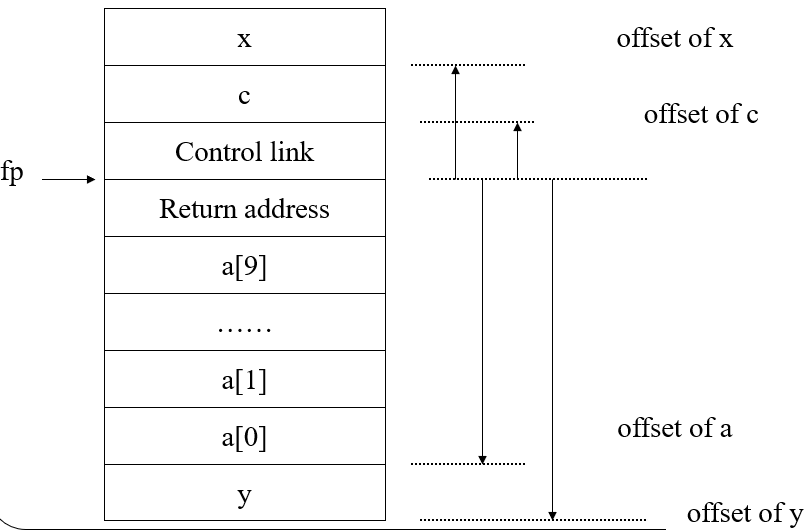 x
offset of x
c
offset of c
Control link
fp
Return address
a[9]
......
a[1]
offset of a
a[0]
y
offset of y